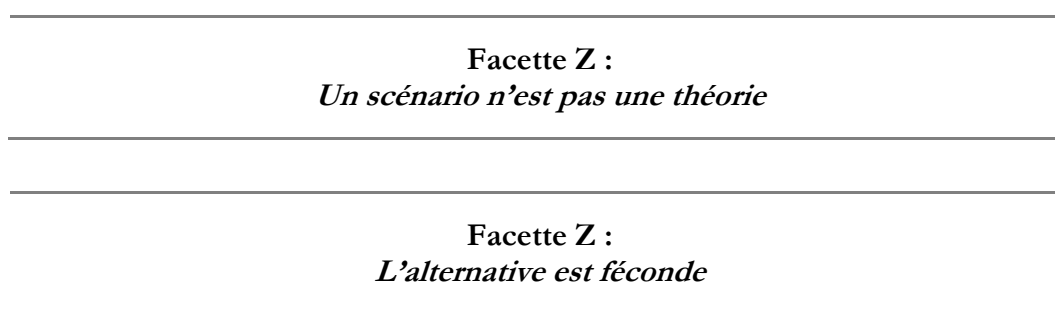 Facette Z :
Un scénario n’est pas une théorie
Facette Z :
L’alternative est féconde